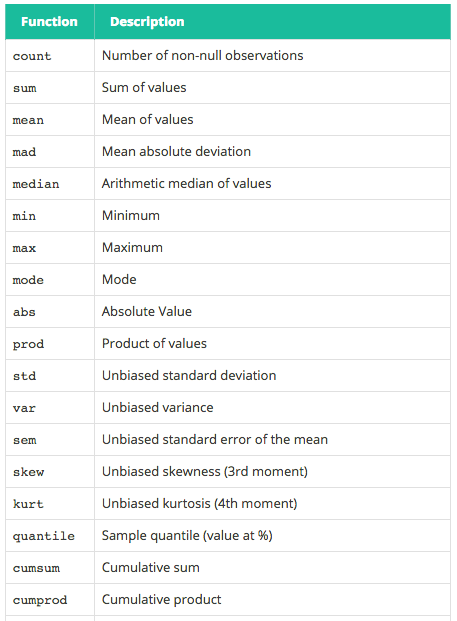 Function Description
count Number of non-null observations
sum Sum of values
mean Mean of values
mad Mean absolute deviation
median Arithmetic median of values
min Minimum
max Maximum
mode Mode
abs Absolute Value
prod Product of values
std Unbiased standard deviation
var Unbiased variance
sem Unbiased standard error of the mean
skew Unbiased skewness (3rd moment)
kurt Unbiased kurtosis (4th moment)
quantile Sample quantile (value at %)
cumsum Cumulative sum
cumprod Cumulative product